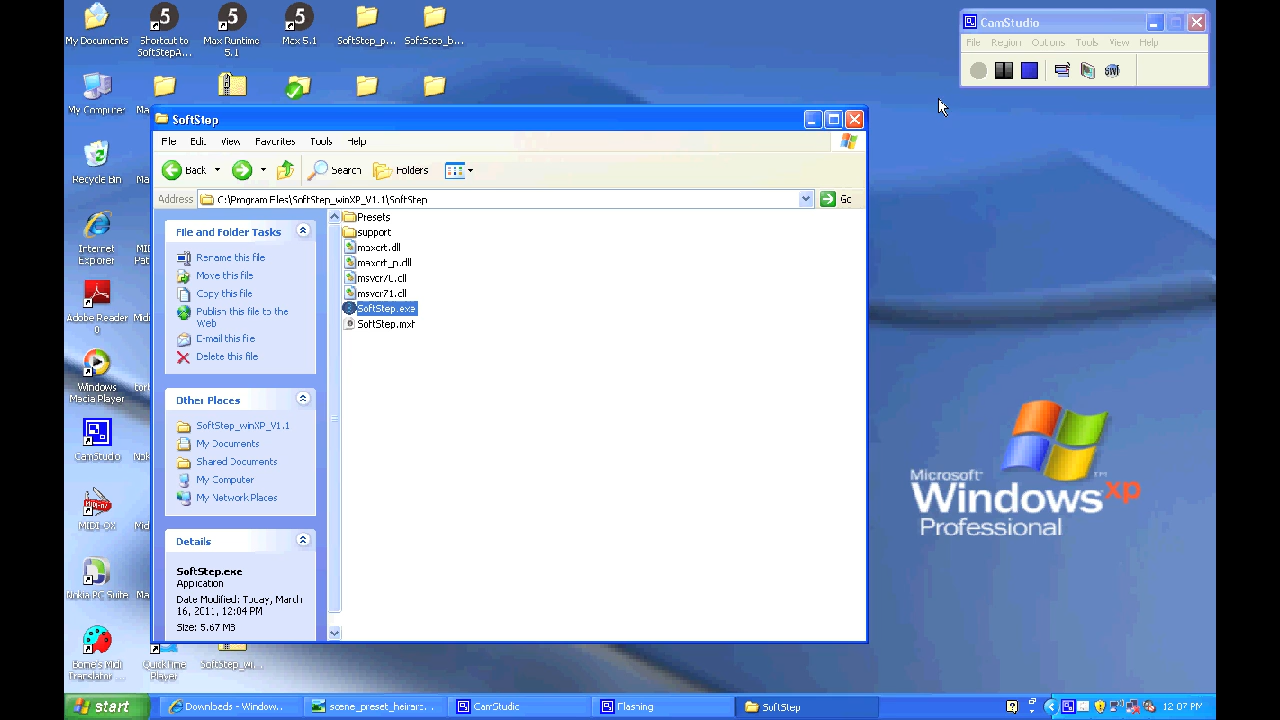 My Documents
Shortcut to
SoftStepA...
Max Runtime
5.1
Max 5.1
SoftStep_p...
SoftStep_B...
CamStudio
File Region Options Tools View Help
My Computer
Recycle Bin
Internet
Explorer
Adobe Reader
Windows
Media Player
CamStudio
MIDI-OX
Nokia PC Suite
Bome's Midi
Translator ...
QuickTime
Player
SoftStep_wi...
SoftStep
File Edit View Favorites Tools Help
Back
Search
Folders
Address
C:\Program Files\SoftStep_winXP_V1.1\SoftStep
Go
File and Folder Tasks
Rename this file
Move this file
Copy this file
Publish this file to the
Web
E-mail this file
Delete this file
Other Places
SoftStep_winXP_V1.1
My Documents
Shared Documents
My Computer
My Network Places
Details
SoftStep.exe
Application
Date Modified: Today, March
16, 2011, 12:04 PM
Size: 5.67 MB
Presets
support
maxcrt.dll
maxcrt_p.dll
msvcr71.dll
SoftStep.exe
SoftStep.mxf
Microsoft
Windows xp
Professional
start
Downloads - Window...
scene_preset_heirarc...
CamStudio
Flashing
SoftStep
12:07 PM